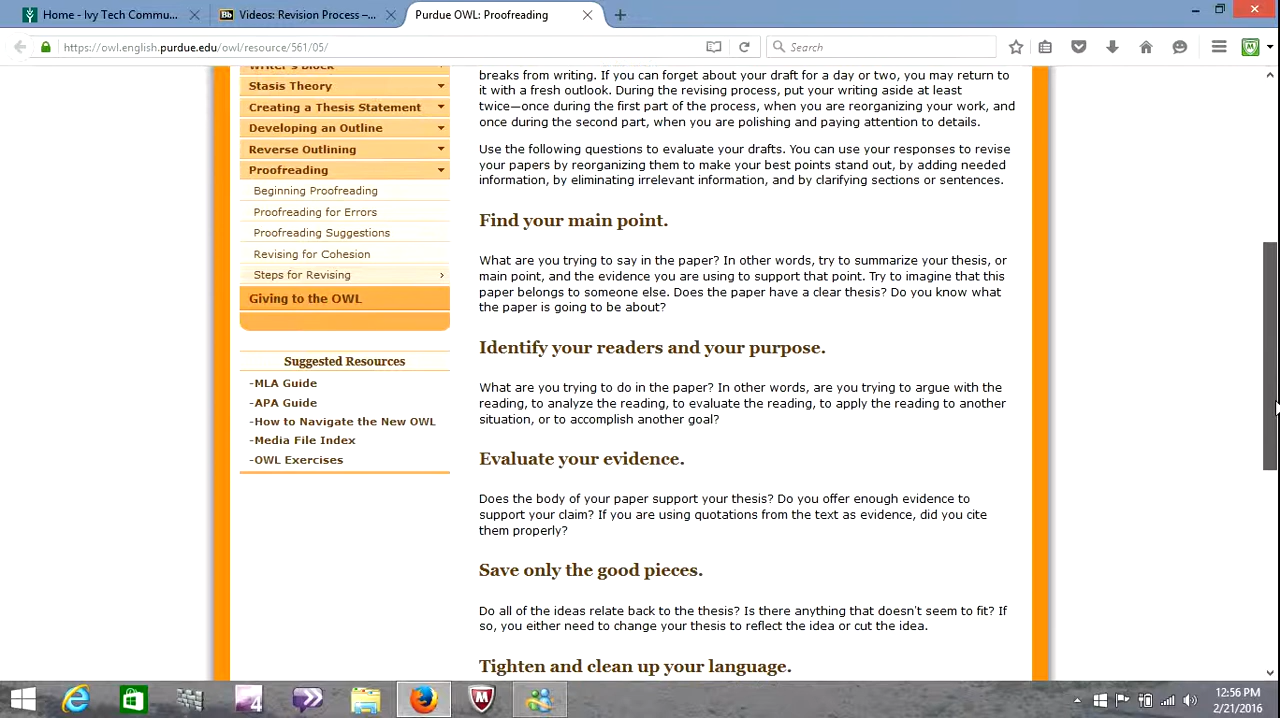 Home - Ivy Tech Commu...
Bb Videos: Revision Process –...
Purdue OWL: Proofreading
https://owl.english.purdue.edu/owl/resource/561/05/
Search
Writer's Block
Stasis Theory
Creating a Thesis Statement
Developing an Outline
Reverse Outlining
Proofreading
Beginning Proofreading
Proofreading for Errors
Proofreading Suggestions
Revising for Cohesion
Steps for Revising
Giving to the OWL
Suggested Resources
-MLA Guide
-APA Guide
-How to Navigate the New OWL
-Media File Index
-OWL Exercises
breaks from writing. If you can forget about your draft for a day or two, you may return to
it with a fresh outlook. During the revising process, put your writing aside at least
twice—once during the first part of the process, when you are reorganizing your work, and
once during the second part, when you are polishing and paying attention to details.
Use the following questions to evaluate your drafts. You can use your responses to revise
your papers by reorganizing them to make your best points stand out, by adding needed
information, by eliminating irrelevant information, and by clarifying sections or sentences.
Find your main point.
What are you trying to say in the paper? In other words, try to summarize your thesis, or
main point, and the evidence you are using to support that point. Try to imagine that this
paper belongs to someone else. Does the paper have a clear thesis? Do you know what
the paper is going to be about?
Identify your readers and your purpose.
What are you trying to do in the paper? In other words, are you trying to argue with the
reading, to analyze the reading, to evaluate the reading, to apply the reading to another
situation, or to accomplish another goal?
Evaluate your evidence.
Does the body of your paper support your thesis? Do you offer enough evidence to
support your claim? If you are using quotations from the text as evidence, did you cite
them properly?
Save only the good pieces.
Do all of the ideas relate back to the thesis? Is there anything that doesn't seem to fit? If
so, you either need to change your thesis to reflect the idea or cut the idea.
Tighten and clean up your language.
4
12:56 PM
2/21/2016